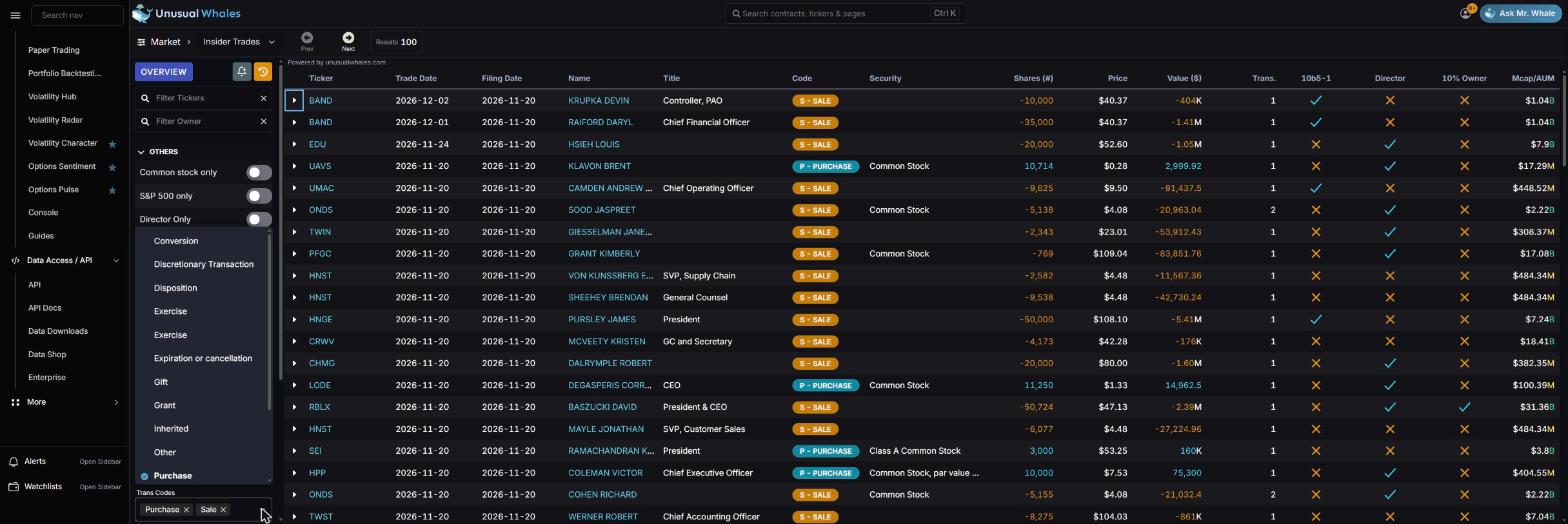 Search nav
Unusual Whales
Search contracts, tickers & pages
Ctrl K
9+
Ask Mr. Whale
Paper Trading
Portfolio Backtesti...
Volatility Hub
Volatility Radar
Volatility Character
Options Sentiment
Options Pulse
Console
Guides
Data Access / API
API
API Docs
Data Downloads
Data Shop
Enterprise
More
Alerts Open Sidebar
Watchlists Open Sidebar
Market > Insider Trades
Prev
Next
Results 100
OVERVIEW
Filter Tickers
Filter Owner
OTHERS
Common stock only
S&P 500 only
Director Only
Conversion
Discretionary Transaction
Disposition
Exercise
Exercise
Expiration or cancellation
Gift
Grant
Inherited
Other
Purchase
Trans Codes
Purchase × Sale ×
Powered by unusualwhales.com
Ticker Trade Date Filing Date Name Title Code Security Shares (#) Price Value ($) Trans. 10b5-1 Director 10% Owner Mcap/AUM
BAND 2026-12-02 2026-11-20 KRUPKA DEVIN Controller, PAO S - SALE -10,000 $40.37 -404K 1 $1.04B
BAND 2026-12-01 2026-11-20 RAIFORD DARYL Chief Financial Officer S - SALE -35,000 $40.37 -1.41M 1 $1.04B
EDU 2026-11-24 2026-11-20 HSIEH LOUIS S - SALE -20,000 $52.60 -1.05M 1 $7.9B
UAVS 2026-11-20 2026-11-20 KLAVON BRENT P - PURCHASE Common Stock 10,714 $0.28 2,999.92 1 $17.29M
UMAC 2026-11-20 2026-11-20 CAMDEN ANDREW ... Chief Operating Officer S - SALE -9,625 $9.50 -91,437.5 1 $448.52M
ONDS 2026-11-20 2026-11-20 SOOD JASPREET S - SALE Common Stock -5,138 $4.08 -20,963.04 2 $2.22B
TWIN 2026-11-20 2026-11-20 GIESSELMAN JANE... S - SALE -2,343 $23.01 -53,912.43 1 $308.37M
PFGC 2026-11-20 2026-11-20 GRANT KIMBERLY S - SALE Common Stock -769 $109.04 -83,851.76 1 $17.08B
HNST 2026-11-20 2026-11-20 VON KUNSSBERG E... SVP, Supply Chain S - SALE -2,582 $4.48 -11,567.36 1 $484.34M
HNST 2026-11-20 2026-11-20 SHEEHEY BRENDAN General Counsel S - SALE -9,538 $4.48 -42,730.24 1 $484.34M
HNGE 2026-11-20 2026-11-20 PURSLEY JAMES President S - SALE -50,000 $108.10 -5.41M 1 $7.24B
CRWV 2026-11-20 2026-11-20 MCVEETY KRISTEN GC and Secretary S - SALE -4,173 $42.28 -176K 1 $18.41B
CHMG 2026-11-20 2026-11-20 DALRYMPLE ROBERT S - SALE -20,000 $80.00 -1.60M 1 $382.35M
LODE 2026-11-20 2026-11-20 DEGASPERIS CORR... CEO P - PURCHASE Common Stock 11,250 $1.33 14,962.5 1 $100.39M
RBLX 2026-11-20 2026-11-20 BASZUCKI DAVID President & CEO S - SALE -50,724 $47.13 -2.39M 1 $31.36B
HNST 2026-11-20 2026-11-20 MAYLE JONATHAN SVP, Customer Sales S - SALE -6,077 $4.48 -27,224.96 1 $484.34M
SEI 2026-11-20 2026-11-20 RAMACHANDRAN K... President P - PURCHASE Class A Common Stock 3,000 $53.25 160K 1 $3.8B
HPP 2026-11-20 2026-11-20 COLEMAN VICTOR Chief Executive Officer P - PURCHASE Common Stock, par value ... 10,000 $7.53 75,300 1 $404.55M
ONDS 2026-11-20 2026-11-20 COHEN RICHARD S - SALE Common Stock -5,155 $4.08 -21,032.4 2 $2.22B
TWST 2026-11-20 2026-11-20 WERNER ROBERT Chief Accounting Officer S - SALE -8,275 $104.03 -861K 1 $7.04B